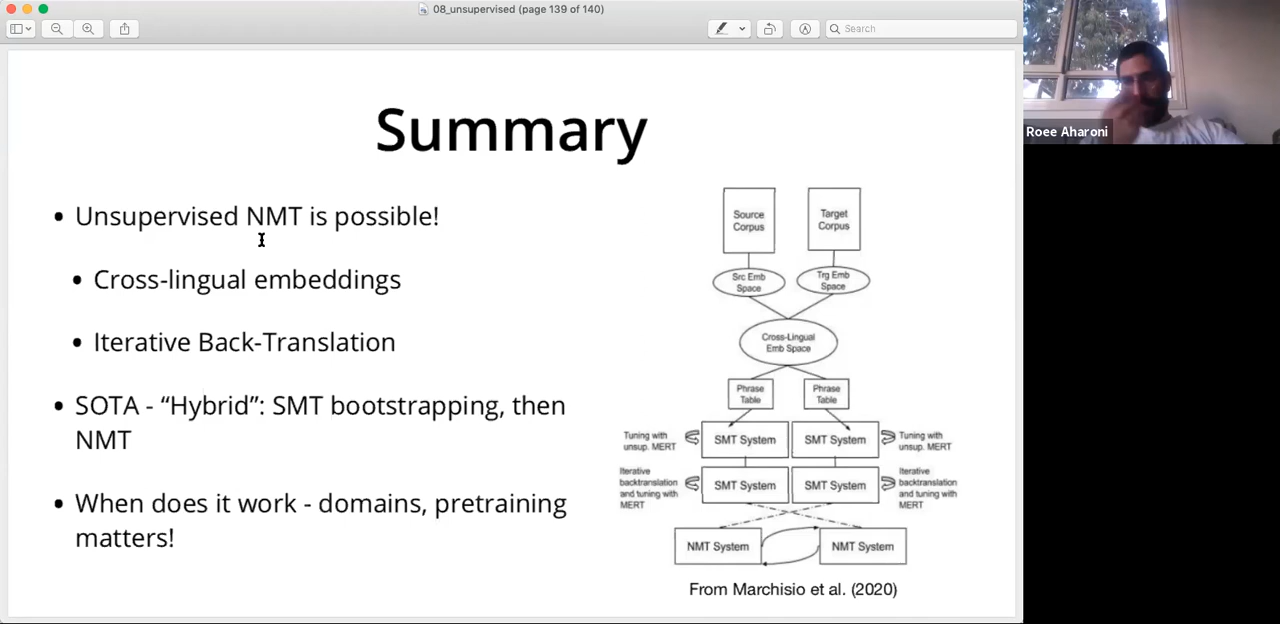 08_unsupervised (page 139 of 140)
Search
Roee Aharoni
Summary
• Unsupervised NMT is possible!
• Cross-lingual embeddings
• Iterative Back-Translation
• SOTA - “Hybrid”: SMT bootstrapping, then
NMT
• When does it work - domains, pretraining
matters!
Source
Corpus
Target
Corpus
Src Emb
Space
Trg Emb
Space
Cross-Lingual
Emb Space
Phrase
Table
Phrase
Table
Tuning with
unsup. MERT
SMT System
SMT System
Tuning with
unsup. MERT
Iterative
backtranslation
and tuning with
MERT
SMT System
SMT System
Iterative
backtranslation
and tuning with
MERT
NMT System
NMT System
From Marchisio et al. (2020)